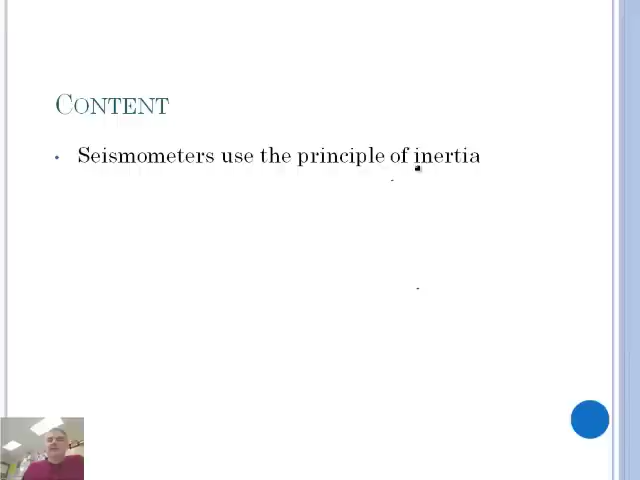 CONTENT
• Seismometers use the principle of inertia